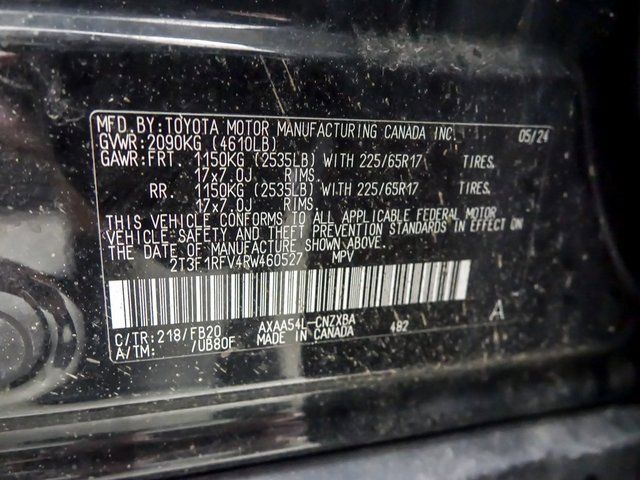 MFD.BY:TOYOTA MOTOR MANUFACTURING CANADA INC. 05/24
GVWR:2090KG (4610LB)
GAWR:FRT. 1150KG (2535LB) WITH 225/65R17 TIRES,
17x7.0J RIMS,
RR. 1150KG (2535LB) WITH 225/65R17 TIRES,
17x7.0J RIMS.
THIS VEHICLE CONFORMS TO ALL APPLICABLE FEDERAL MOTOR
VEHICLE SAFETY AND THEFT PREVENTION STANDARDS IN EFFECT ON
THE DATE OF MANUFACTURE SHOWN ABOVE.
2T3F1RFV4RW460527 MPV
C/TR:218/FB20 AXAA54L-CNZXBA 482 A
A/TM: /UB80F MADE IN CANADA